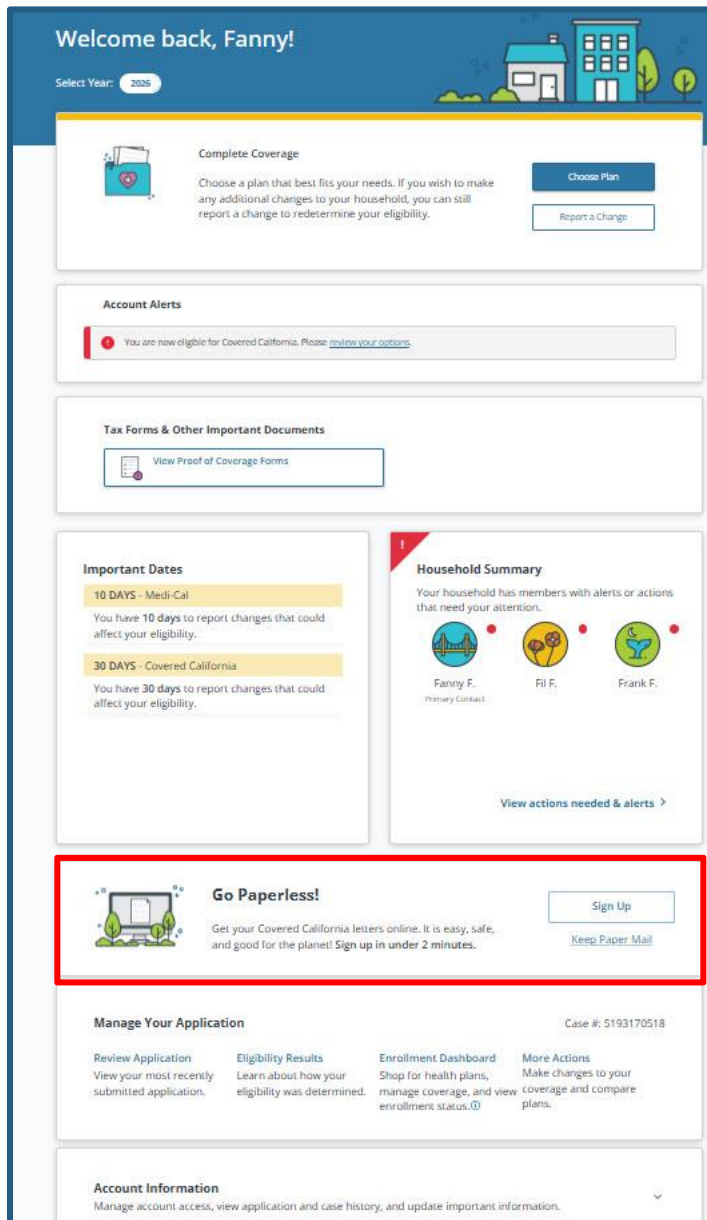 Welcome back, Fanny!
Select Year: 2026
Complete Coverage
Choose a plan that best fits your needs. If you wish to make
any additional changes to your household, you can still
report a change to redetermine your eligibility.
Choose Plan
Report a Change
Account Alerts
! You are now eligible for Covered California. Please review your options.
Tax Forms & Other Important Documents
View Proof of Coverage Forms
Important Dates
10 DAYS - Medi-Cal
You have 10 days to report changes that could
affect your eligibility.
30 DAYS - Covered California
You have 30 days to report changes that could
affect your eligibility.
!
Household Summary
Your household has members with alerts or actions
that need your attention.
Fanny F.
Primary Contact
Fil F.
Frank F.
View actions needed & alerts >
Go Paperless!
Get your Covered California letters online. It is easy, safe,
and good for the planet! Sign up in under 2 minutes.
Sign Up
Keep Paper Mail
Manage Your Application
Case #: 5193170518
Review Application
View your most recently
submitted application.
Eligibility Results
Learn about how your
eligibility was determined.
Enrollment Dashboard
Shop for health plans,
manage coverage, and view
enrollment status.
More Actions
Make changes to your
coverage and compare
plans.
Account Information
Manage account access, view application and case history, and update important information.